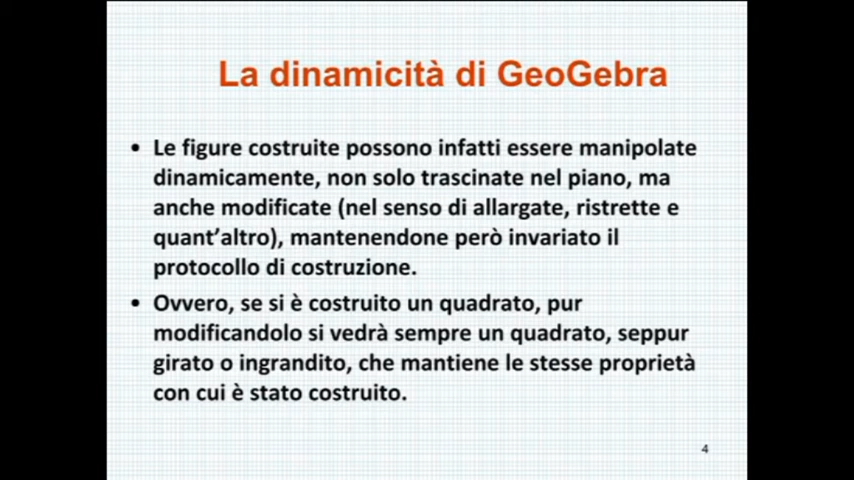 La dinamicità di GeoGebra
• Le figure costruite possono infatti essere manipolate
dinamicamente, non solo trascinate nel piano, ma
anche modificate (nel senso di allargate, ristrette e
quant’altro), mantenendone però invariato il
protocollo di costruzione.
• Ovvero, se si è costruito un quadrato, pur
modificandolo si vedrà sempre un quadrato, seppur
girato o ingrandito, che mantiene le stesse proprietà
con cui è stato costruito.
4